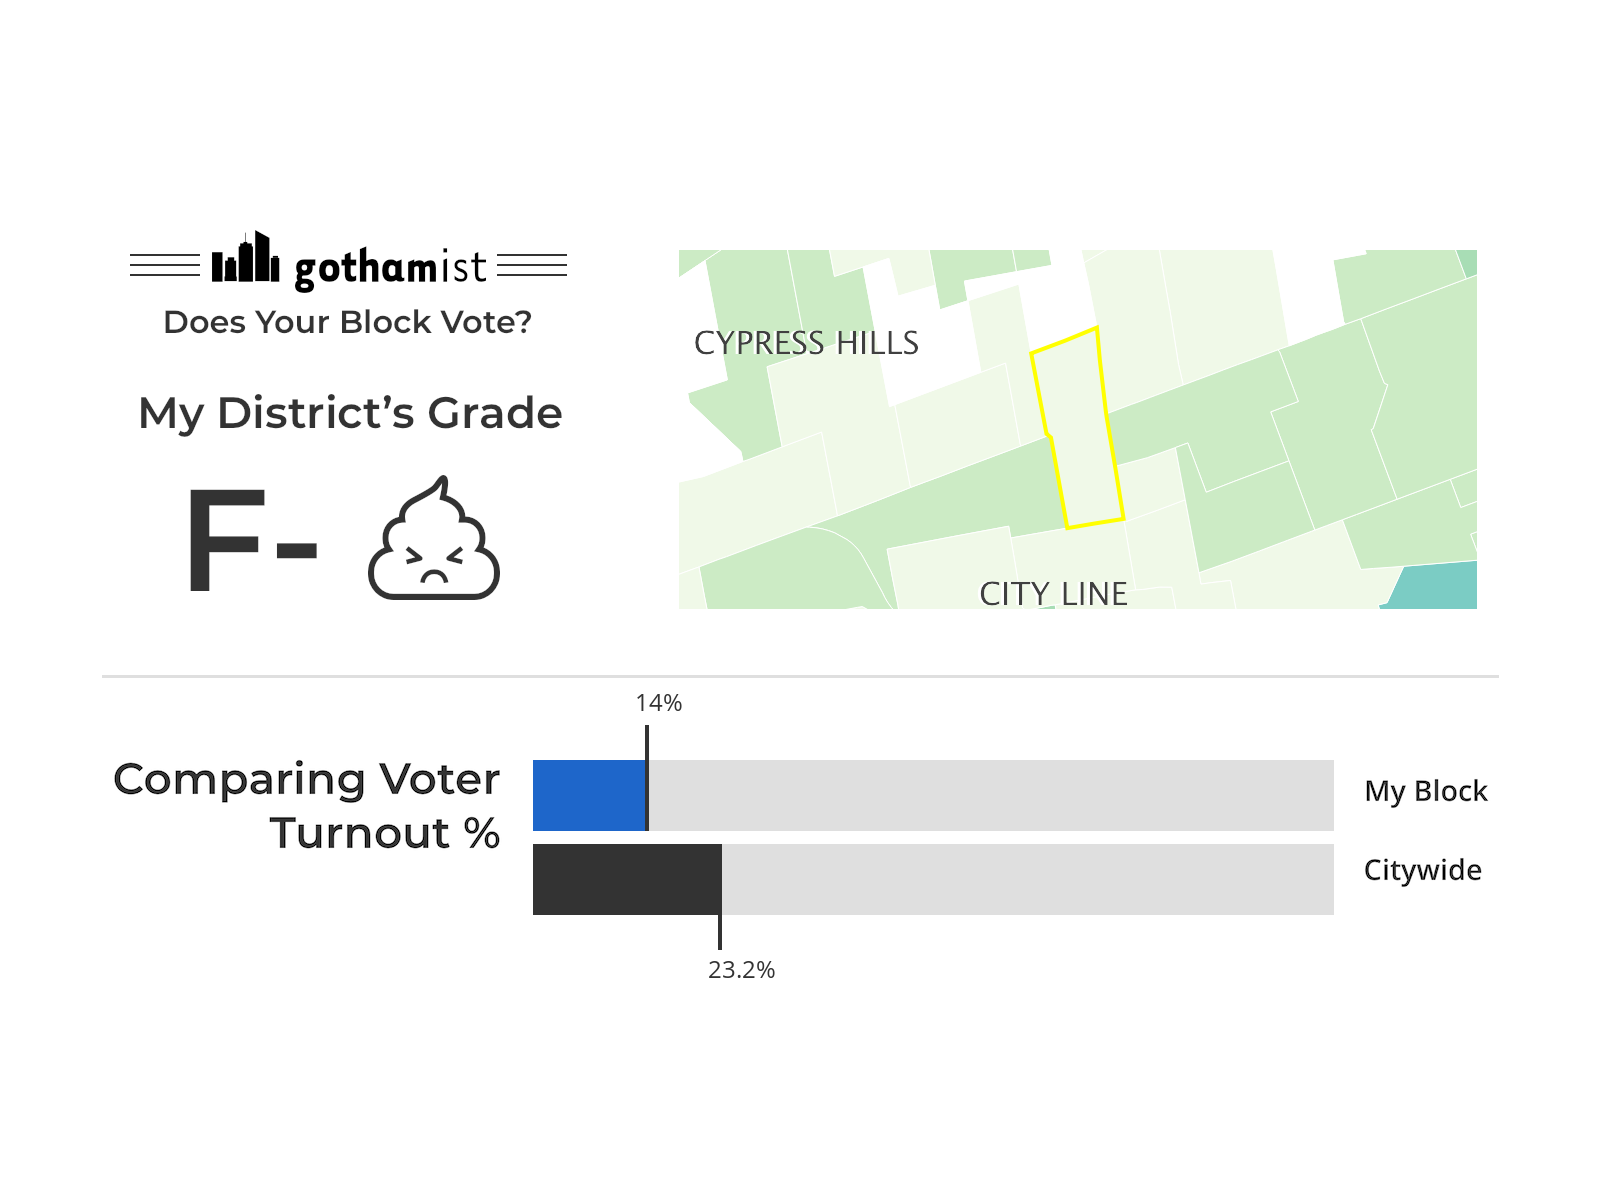 gothamist
Does Your Block Vote?
My District’s Grade
F-
CYPRESS HILLS
CITY LINE
14%
Comparing Voter
Turnout %
My Block
Citywide
23.2%